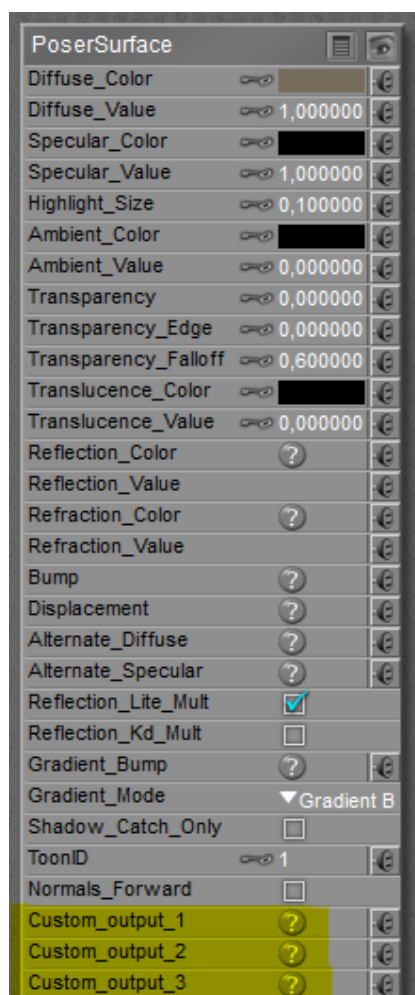 PoserSurface
Diffuse_Color
Diffuse_Value 1,000000
Specular_Color
Specular_Value 1,000000
Highlight_Size 0,100000
Ambient_Color
Ambient_Value 0,000000
Transparency 0,000000
Transparency_Edge 0,000000
Transparency_Falloff 0,600000
Translucence_Color
Translucence_Value 0,000000
Reflection_Color ?
Reflection_Value
Refraction_Color ?
Refraction_Value
Bump ?
Displacement ?
Alternate_Diffuse ?
Alternate_Specular ?
Reflection_Lite_Mult
Reflection_Kd_Mult
Gradient_Bump ?
Gradient_Mode Gradient B
Shadow_Catch_Only
ToonID 1
Normals_Forward
Custom_output_1 ?
Custom_output_2 ?
Custom_output_3 ?